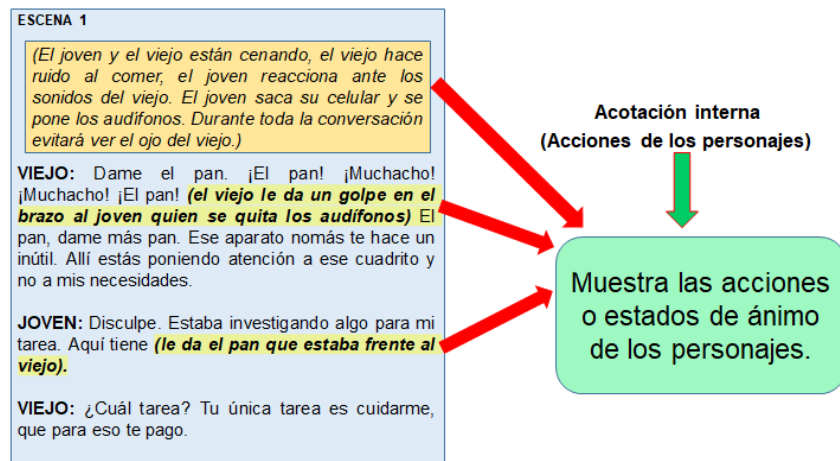 ESCENA 1
(El joven y el viejo están cenando, el viejo hace
ruido al comer, el joven reacciona ante los
sonidos del viejo. El joven saca su celular y se
pone los audífonos. Durante toda la conversación
evitará ver el ojo del viejo.)
VIEJO: Dame el pan. ¡El pan! ¡Muchacho!
¡Muchacho! ¡El pan! (el viejo le da un golpe en el
brazo al joven quien se quita los audífonos) El
pan, dame más pan. Ese aparato nomás te hace un
inútil. Allí estás poniendo atención a ese cuadrito y
no a mis necesidades.
JOVEN: Disculpe. Estaba investigando algo para mi
tarea. Aquí tiene (le da el pan que estaba frente al
viejo).
VIEJO: ¿Cuál tarea? Tu única tarea es cuidarme,
que para eso te pago.
Acotación interna
(Acciones de los personajes)
Muestra las acciones
o estados de ánimo
de los personajes.